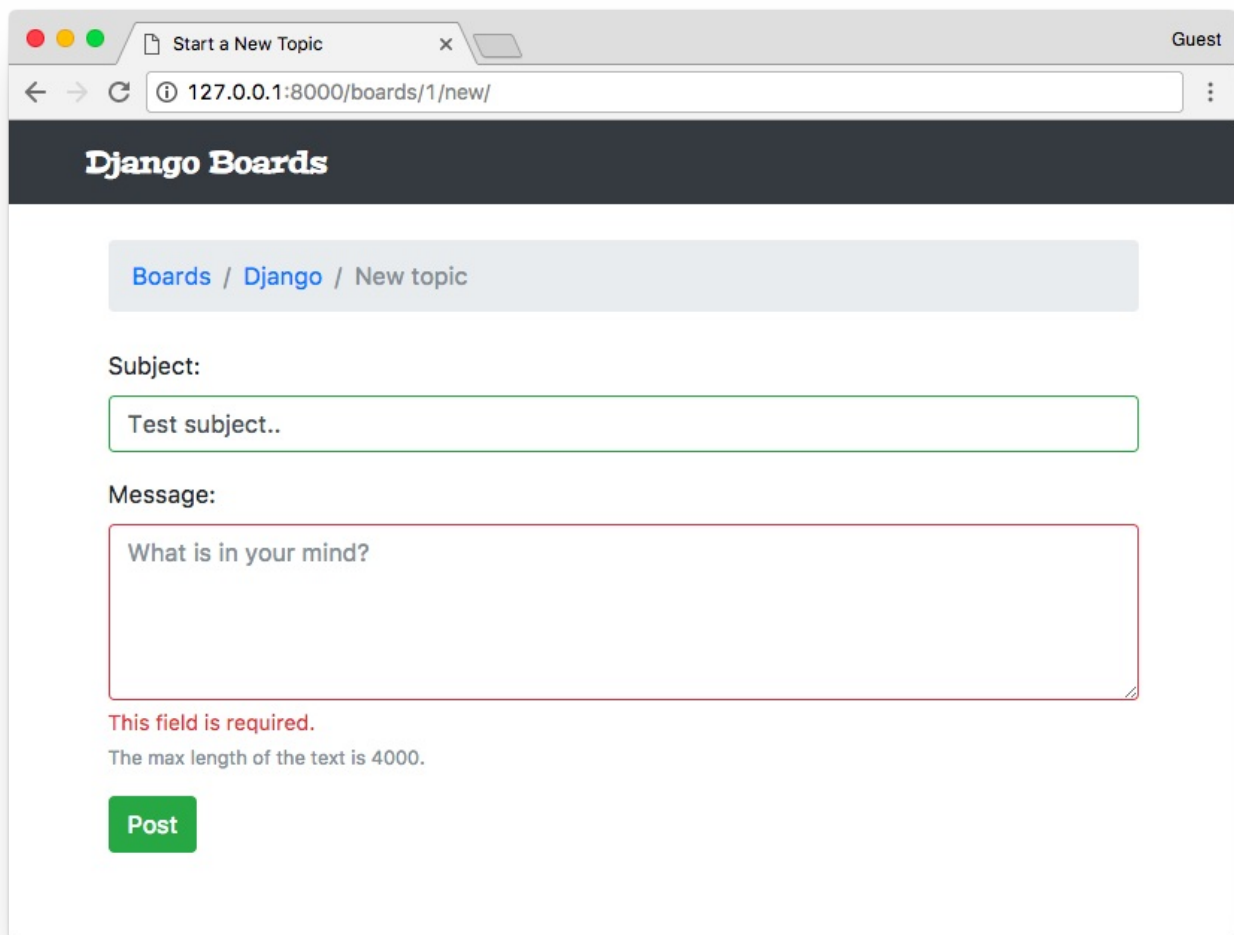 Start a New Topic
Guest
127.0.0.1:8000/boards/1/new/
Django Boards
Boards / Django / New topic
Subject:
Test subject..
Message:
What is in your mind?
This field is required.
The max length of the text is 4000.
Post